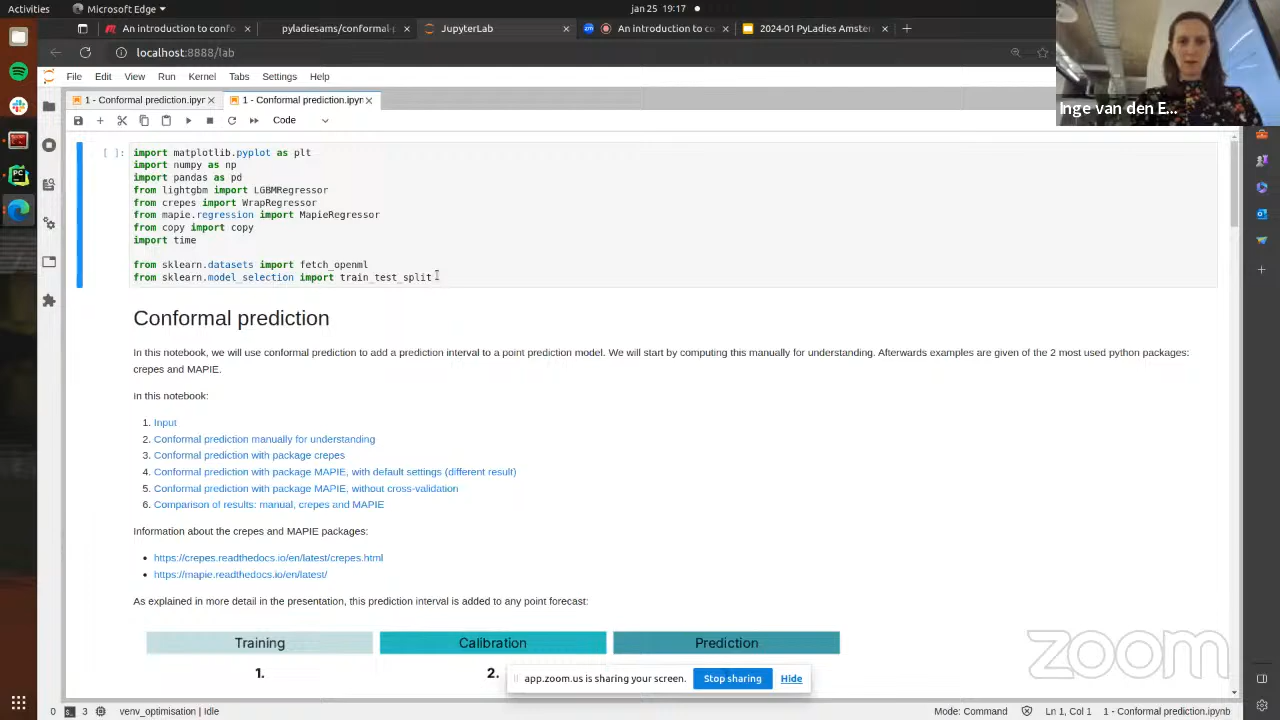 Activities
Microsoft Edge
jan 25 19:17
An introduction to confo
pyladiesams/conformal-
JupyterLab
An introduction to co
2024-01 PyLadies Amster
localhost:8888/lab
Inge van den E...
File Edit View Run Kernel Tabs Settings Help
1 - Conformal prediction.ipyn
1 - Conformal prediction.ipyn
Code
[ ]: import matplotlib.pyplot as plt
import numpy as np
import pandas as pd
from lightgbm import LGBMRegressor
from crepes import WrapRegressor
from mapie.regression import MapieRegressor
from copy import copy
import time
from sklearn.datasets import fetch_openml
from sklearn.model_selection import train_test_split
Conformal prediction
In this notebook, we will use conformal prediction to add a prediction interval to a point prediction model. We will start by computing this manually for understanding. Afterwards examples are given of the 2 most used python packages:
crepes and MAPIE.
In this notebook:
1. Input
2. Conformal prediction manually for understanding
3. Conformal prediction with package crepes
4. Conformal prediction with package MAPIE, with default settings (different result)
5. Conformal prediction with package MAPIE, without cross-validation
6. Comparison of results: manual, crepes and MAPIE
Information about the crepes and MAPIE packages:
• https://crepes.readthedocs.io/en/latest/crepes.html
• https://mapie.readthedocs.io/en/latest/
As explained in more detail in the presentation, this prediction interval is added to any point forecast:
Training
Calibration
Prediction
1.
2.
zoom
app.zoom.us is sharing your screen.
Stop sharing
Hide
0
3
venv_optimisation | Idle
Mode: Command
Ln 1, Col 1
1 - Conformal prediction.ipynb